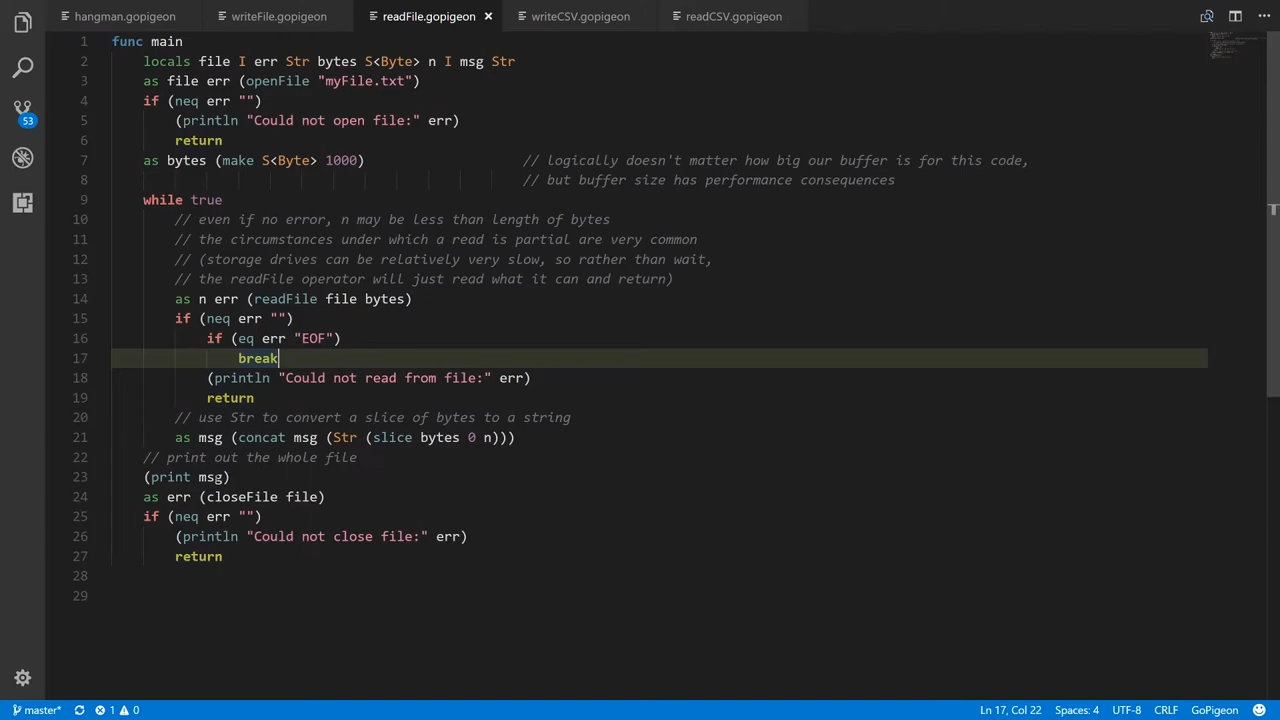 hangman.gopigeon writeFile.gopigeon readFile.gopigeon × writeCSV.gopigeon readCSV.gopigeon
1 func main
2 locals file I err Str bytes S<Byte> n I msg Str
3 as file err (openFile "myFile.txt")
4 if (neq err "")
5 (println "Could not open file:" err)
6 return
7 as bytes (make S<Byte> 1000) // logically doesn't matter how big our buffer is for this code,
8 // but buffer size has performance consequences
9 while true
10 // even if no error, n may be less than length of bytes
11 // the circumstances under which a read is partial are very common
12 // (storage drives can be relatively very slow, so rather than wait,
13 // the readFile operator will just read what it can and return)
14 as n err (readFile file bytes)
15 if (neq err "")
16 if (eq err "EOF")
17 break
18 (println "Could not read from file:" err)
19 return
20 // use Str to convert a slice of bytes to a string
21 as msg (concat msg (Str (slice bytes 0 n)))
22 // print out the whole file
23 (print msg)
24 as err (closeFile file)
25 if (neq err "")
26 (println "Could not close file:" err)
27 return
28
29
53
master* 1 0 Ln 17, Col 22 Spaces: 4 UTF-8 CRLF GoPigeon